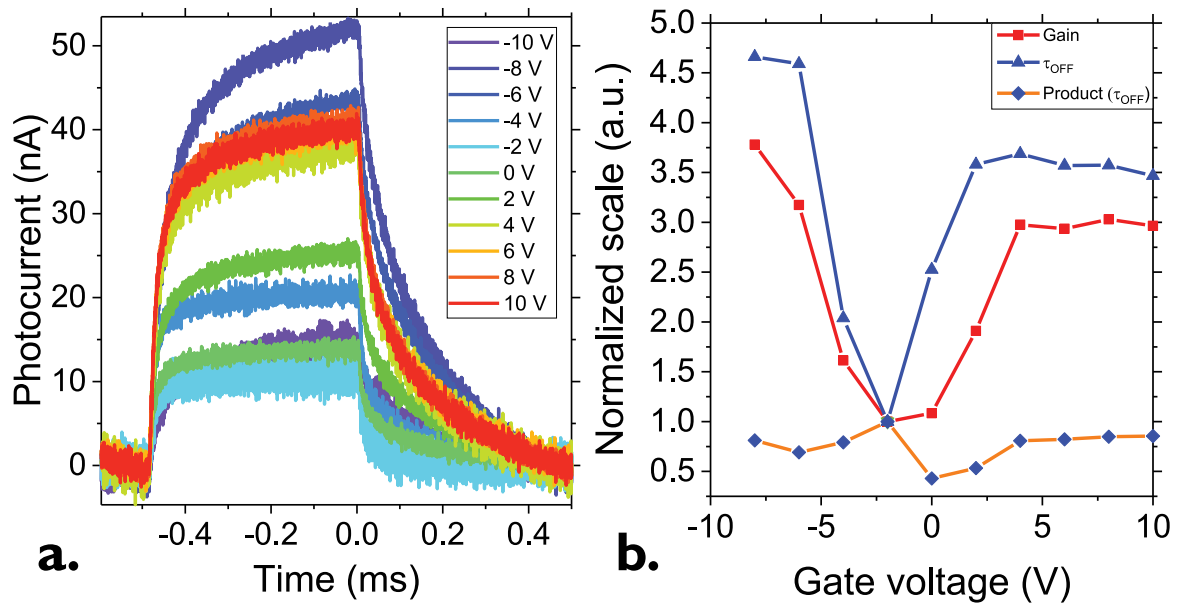 Photocurrent (nA)
50
40
30
20
10
0
-10 V
-8 V
-6 V
-4 V
-2 V
0 V
2 V
4 V
6 V
8 V
10 V
-0.4
-0.2
0.0
0.2
0.4
Time (ms)
a.
Normalized scale (a.u.)
5.0
4.5
4.0
3.5
3.0
2.5
2.0
1.5
1.0
0.5
Gain
τOFF
Product (τOFF)
-10
-5
0
5
10
Gate voltage (V)
b.